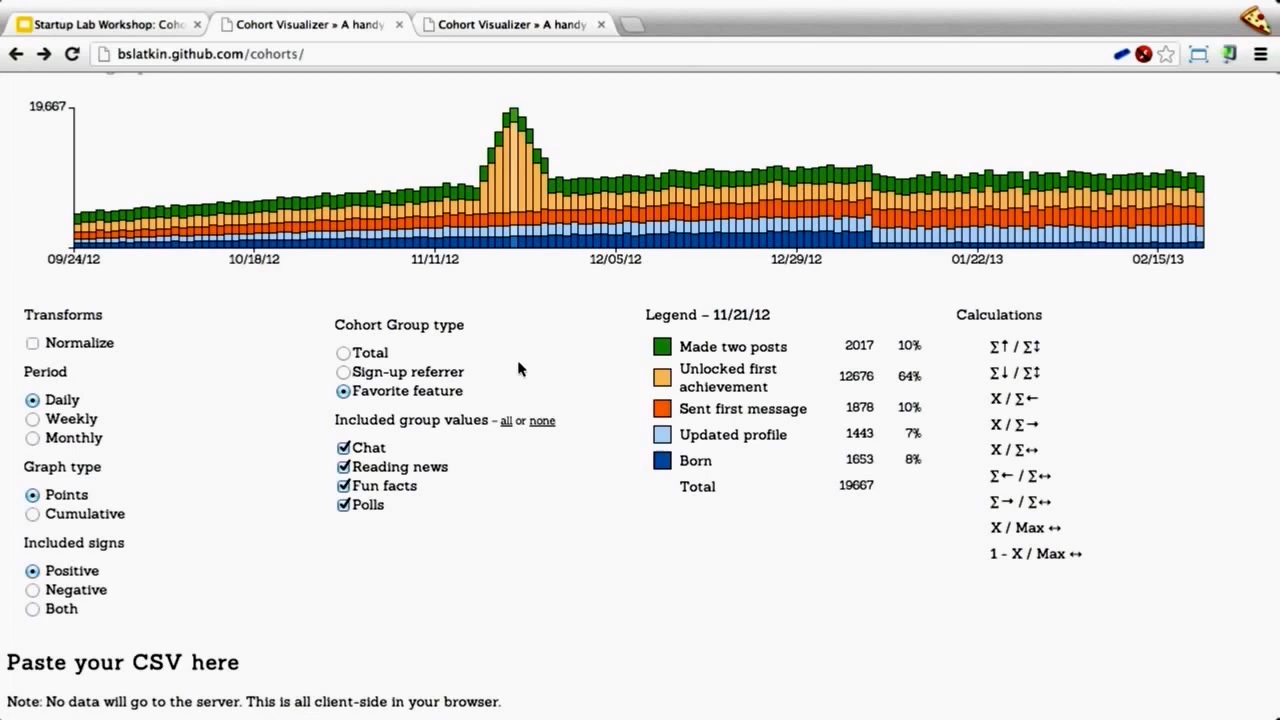 Startup Lab Workshop: Coh
Cohort Visualizer » A handy
Cohort Visualizer » A handy
bslatkin.github.com/cohorts/
19,667
09/24/12 10/18/12 11/11/12 12/05/12 12/29/12 01/22/13 02/15/13
Transforms
Normalize
Period
Daily
Weekly
Monthly
Graph type
Points
Cumulative
Included signs
Positive
Negative
Both
Cohort Group type
Total
Sign-up referrer
Favorite feature
Included group values - all or none
Chat
Reading news
Fun facts
Polls
Legend – 11/21/12
Made two posts 2017 10%
Unlocked first
achievement 12676 64%
Sent first message 1878 10%
Updated profile 1443 7%
Born 1653 8%
Total 19667
Calculations
Σ↑ / Σ↕
Σ↓ / Σ↕
X / Σ←
X / Σ→
X / Σ↔
Σ← / Σ↔
Σ→ / Σ↔
X / Max ↔
1 - X / Max ↔
Paste your CSV here
Note: No data will go to the server. This is all client-side in your browser.